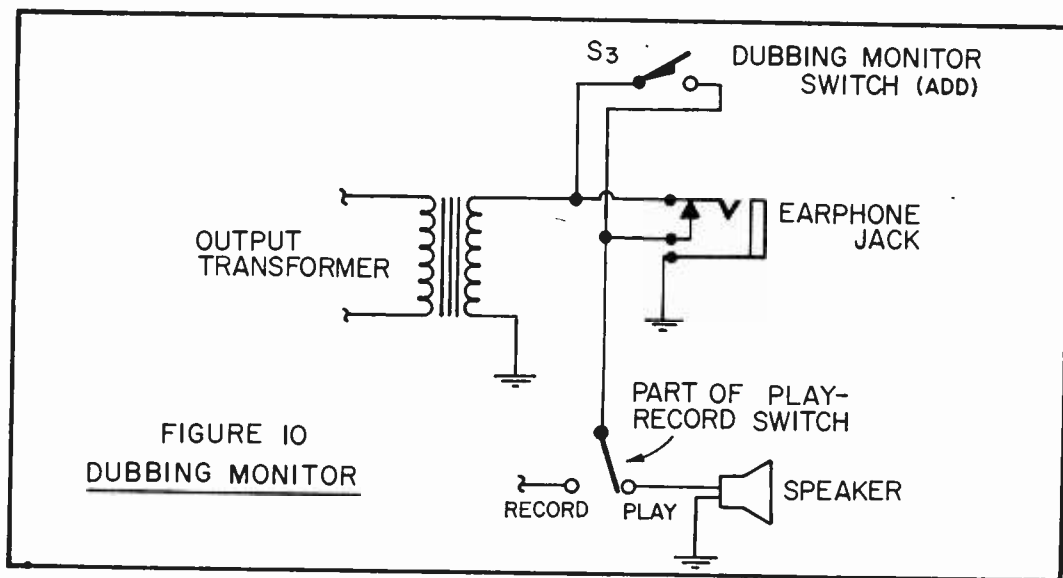 S3
DUBBING MONITOR
SWITCH (ADD)
OUTPUT
TRANSFORMER
EARPHONE
JACK
PART OF PLAY-
RECORD SWITCH
FIGURE 10
DUBBING MONITOR
RECORD
PLAY
SPEAKER